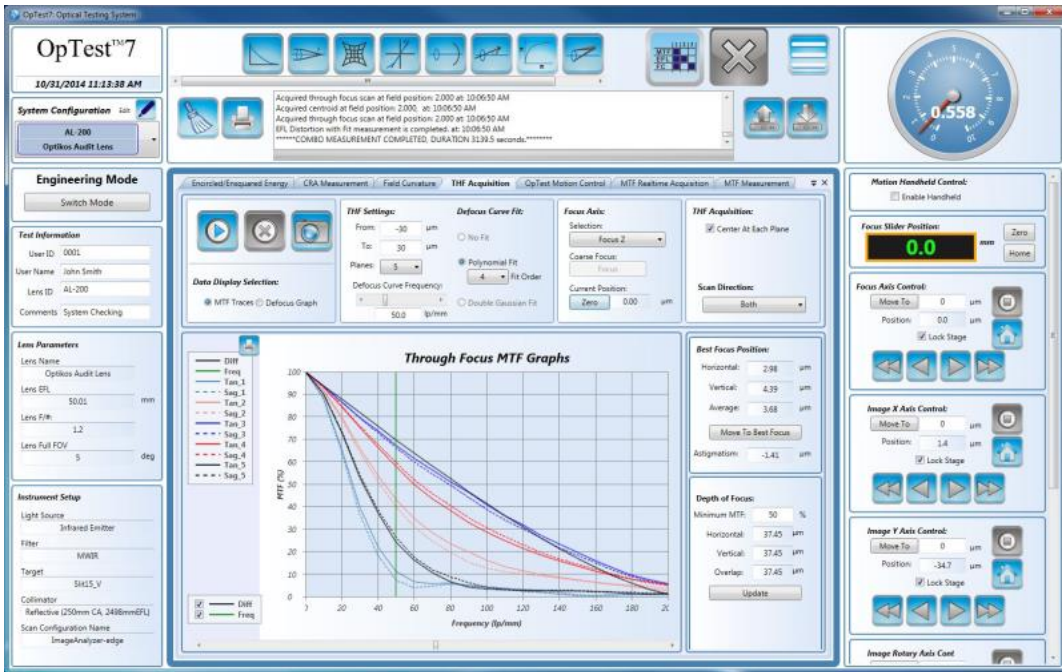 OpTest7: Optical Testing System
OpTest™7
10/31/2014 11:13:38 AM
System Configuration Edit
AL-200
Optikos Audit Lens
MTF
EFL
Acquired through focus scan at field position: 2.000 at: 10:06:50 AM
Acquired centroid at field position: 2.000, at: 10:06:50 AM
Acquired through focus scan at field position: 2.000 at: 10:06:50 AM
EFL Distortion with Fit measurement is completed. at: 10:06:50 AM
******COMBO MEASUREMENT COMPLETED, DURATION 3139.5 seconds.********
0.558
Engineering Mode
Switch Mode
Test Information
User ID 0001
User Name John Smith
Lens ID AL-200
Comments System Checking
Lens Parameters
Lens Name
Optikos Audit Lens
Lens EFL
50.01 mm
Lens F/#:
1.2
Lens Full FOV
5 deg
Instrument Setup
Light Source
Infrared Emitter
Filter
MWIR
Target
Slit15_V
Collimator
Reflective (250mm CA, 2498mmEFL)
Scan Configuration Name
ImageAnalyzer-edge
Encircled/Ensquared Energy CRA Measurement Field Curvature THF Acquisition OpTest Motion Control MTF Realtime Acquisition MTF Measurement
Data Display Selection:
MTF Traces Defocus Graph
THF Settings:
From: -30 µm
To: 30 µm
Planes: 5
Defocus Curve Frequency:
50.0 lp/mm
Defocus Curve Fit:
No Fit
Polynomial Fit
4 Fit Order
Double Gaussian Fit
Focus Axis:
Selection:
Focus Z
Coarse Focus:
Focus
Current Position:
Zero 0.00 µm
THF Acquisition:
Center At Each Plane
Scan Direction:
Both
Through Focus MTF Graphs
Diff
Freq
Tan_1
Sag_1
Tan_2
Sag_2
Tan_3
Sag_3
Tan_4
Sag_4
Tan_5
Sag_5
Diff
Freq
MTF (%)
100
90
80
70
60
50
40
30
20
10
0
20 40 60 80 100 120 140 160 180
Frequency (lp/mm)
Best Focus Position:
Horizontal: 2.98 µm
Vertical: 4.39 µm
Average: 3.68 µm
Move To Best Focus
Astigmatism: -1.41 µm
Depth of Focus:
Minimum MTF: 50 %
Horizontal: 37.45 µm
Vertical: 37.45 µm
Overlap: 37.45 µm
Update
Motion Handheld Control:
Enable Handheld
Focus Slider Position:
0.0 mm Zero
Home
Focus Axis Control:
Move To 0 µm
Position: 0.0 µm
Lock Stage
Image X Axis Control:
Move To 0 µm
Position: 1.4 µm
Lock Stage
Image Y Axis Control:
Move To 0 µm
Position: -34.7 µm
Lock Stage
Image Rotary Axis Cont